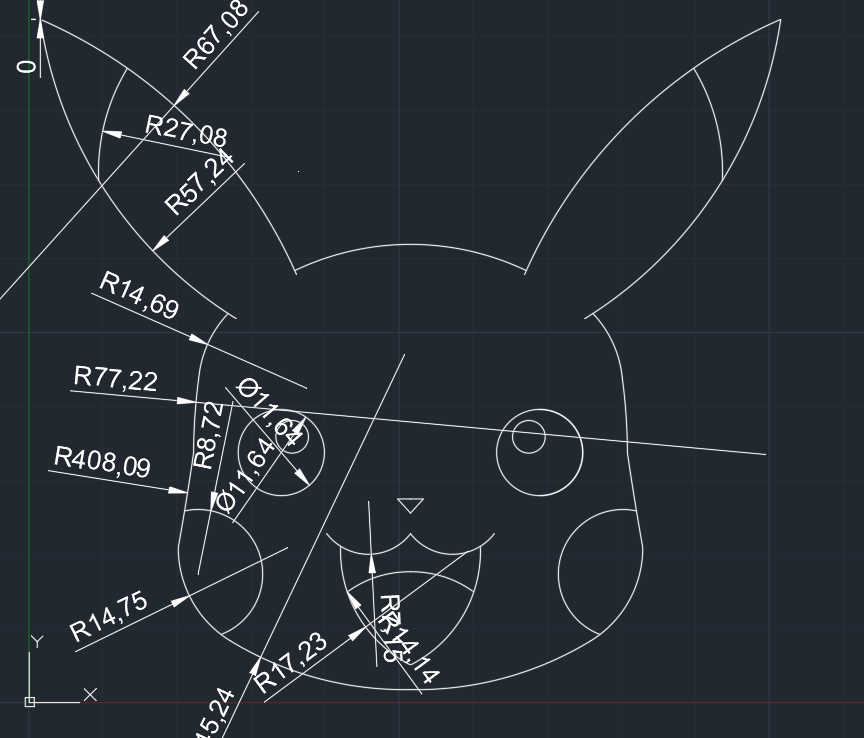 R67,08
0
R27,08
R57,24
R14,69
R77,22
Ø11,64
R8,72
R408,09
Ø11,64
R14,75
R14,14
R17,23
45,24
Y
X